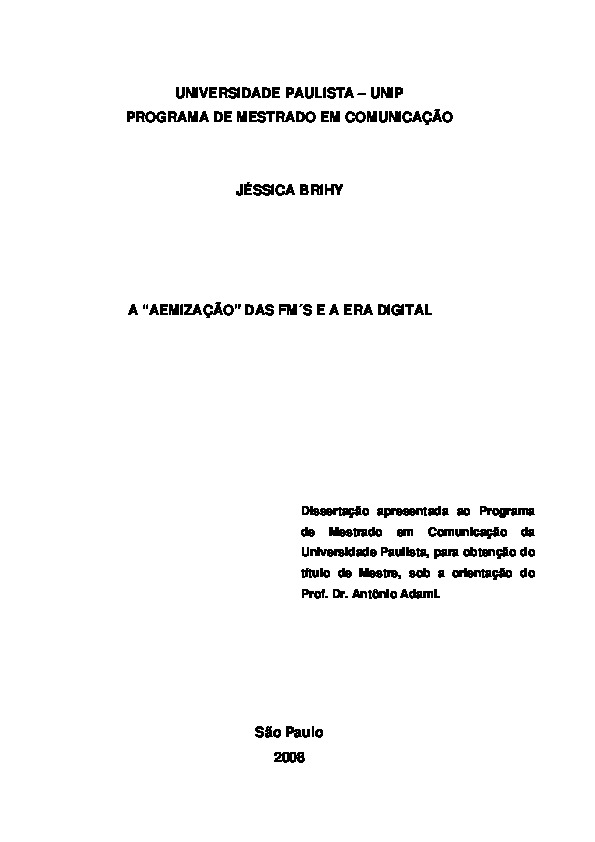 UNIVERSIDADE PAULISTA – UNIP
PROGRAMA DE MESTRADO EM COMUNICAÇÃO
JÉSSICA BRIHY
A “AEMIZAÇÃO” DAS FM´S E A ERA DIGITAL
Dissertação apresentada ao Programa
de Mestrado em Comunicação da
Universidade Paulista, para obtenção do
título de Mestre, sob a orientação do
Prof. Dr. Antônio Adami.
São Paulo
2008